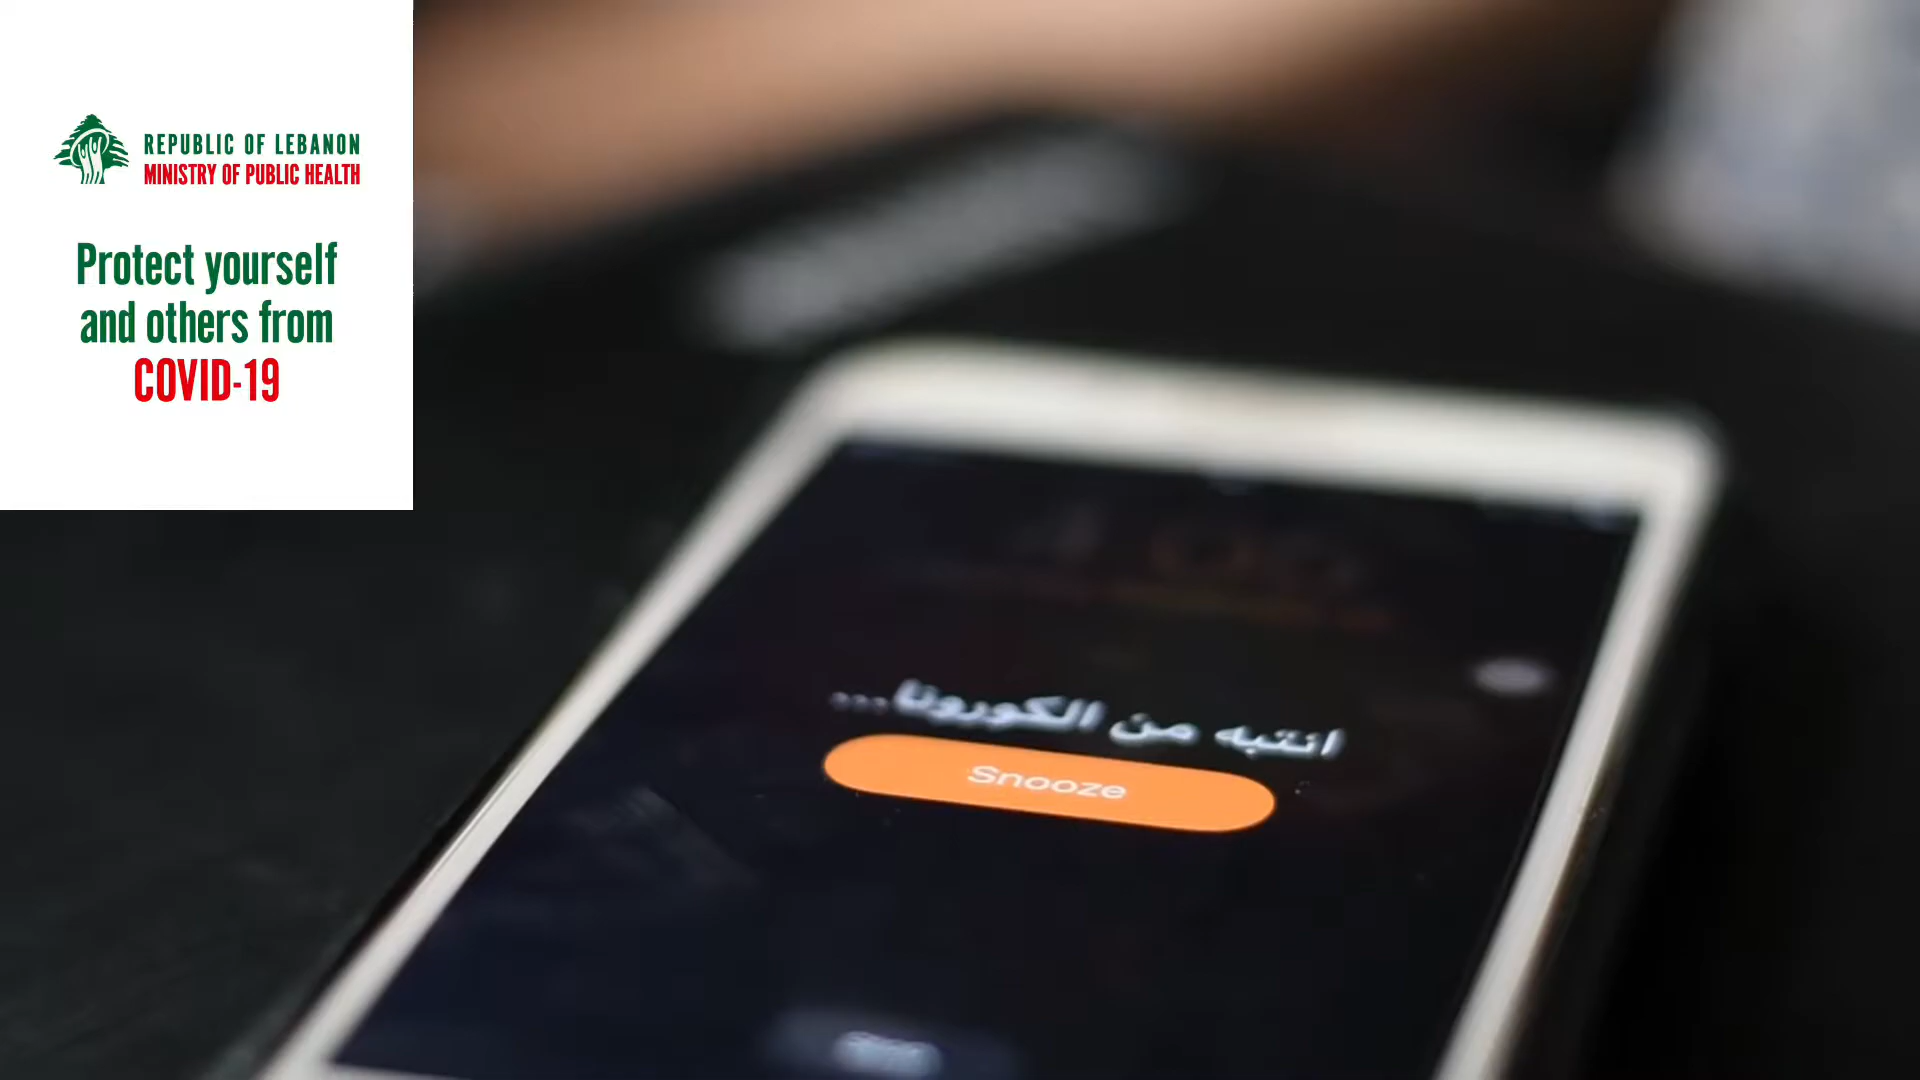 REPUBLIC OF LEBANON
MINISTRY OF PUBLIC HEALTH
Protect yourself
and others from
COVID-19
انتبه من الكورونا...
Snooze